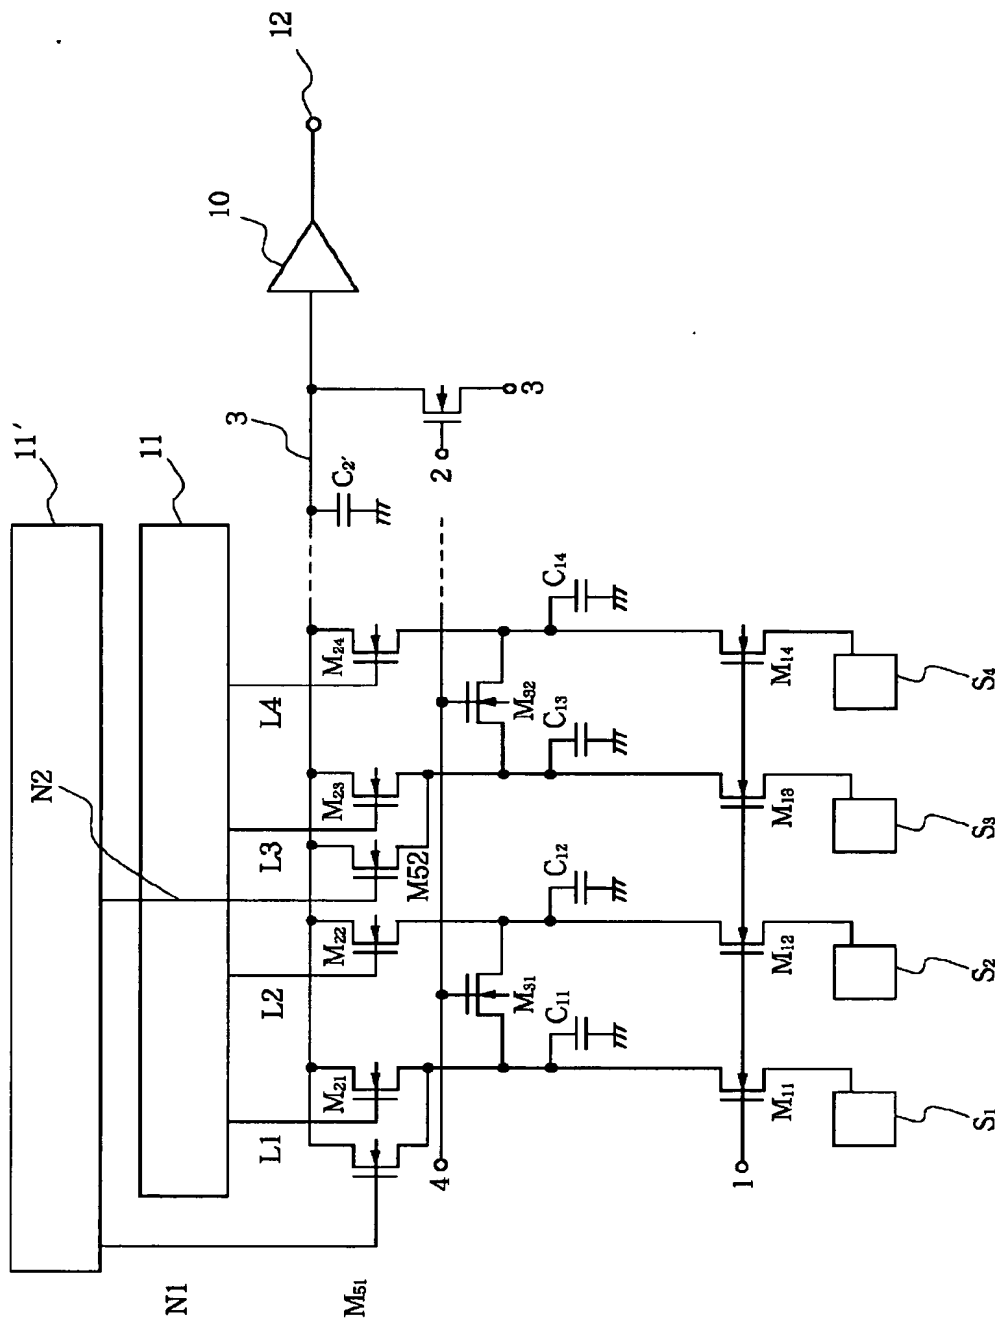 11′
11
N2
N1
L1
L2
L3
L4
M₅₁
M₂₁
M₂₂
M52
M₂₃
M₂₄
3
C₂′
10
12
4
M₃₁
M₃₂
2
3
C₁₁
C₁₂
C₁₃
C₁₄
1
M₁₁
M₁₂
M₁₃
M₁₄
S₁
S₂
S₃
S₄